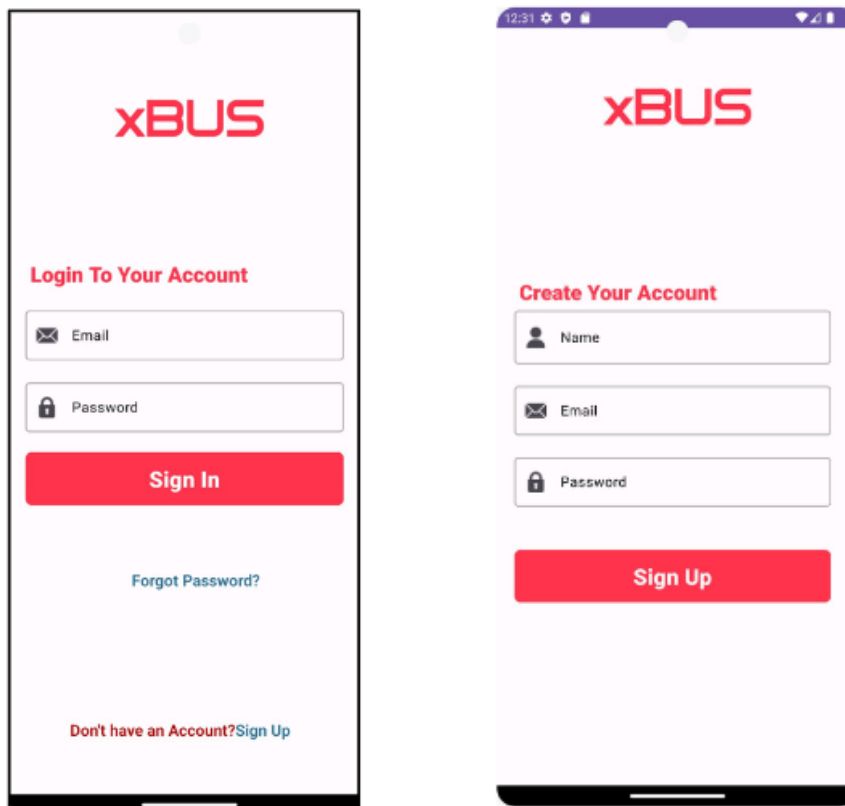 xBUS
Login To Your Account
Email
Password
Sign In
Forgot Password?
Don't have an Account?Sign Up
12:31
xBUS
Create Your Account
Name
Email
Password
Sign Up